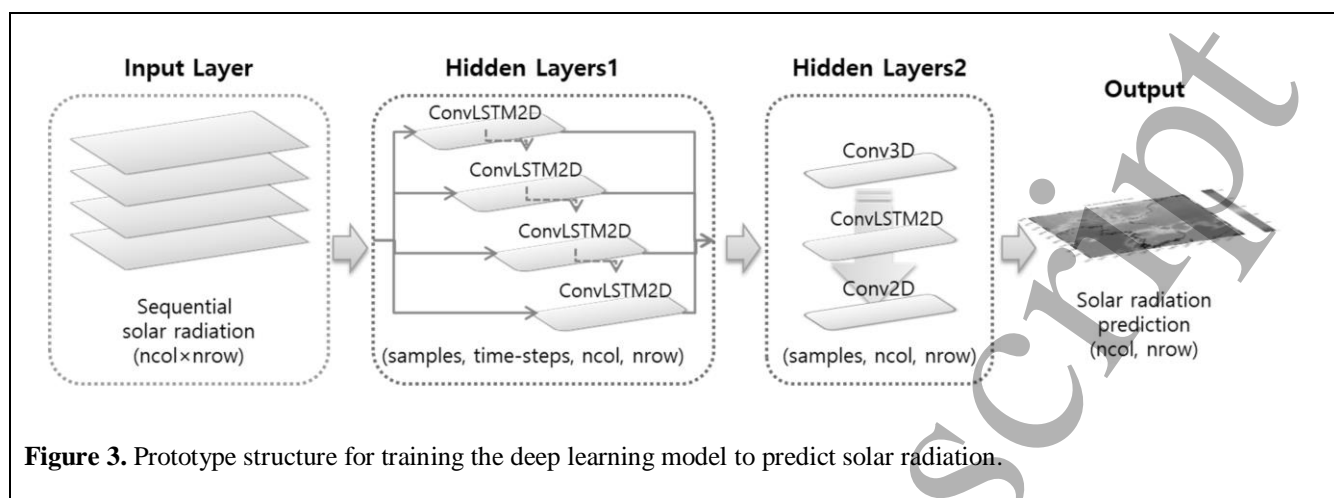 Input Layer
Sequential
solar radiation
(ncol×nrow)
Hidden Layers1
ConvLSTM2D
ConvLSTM2D
ConvLSTM2D
ConvLSTM2D
(samples, time-steps, ncol, nrow)
Hidden Layers2
Conv3D
ConvLSTM2D
Conv2D
(samples, ncol, nrow)
Output
Solar radiation
prediction
(ncol, nrow)
Figure 3. Prototype structure for training the deep learning model to predict solar radiation.
script